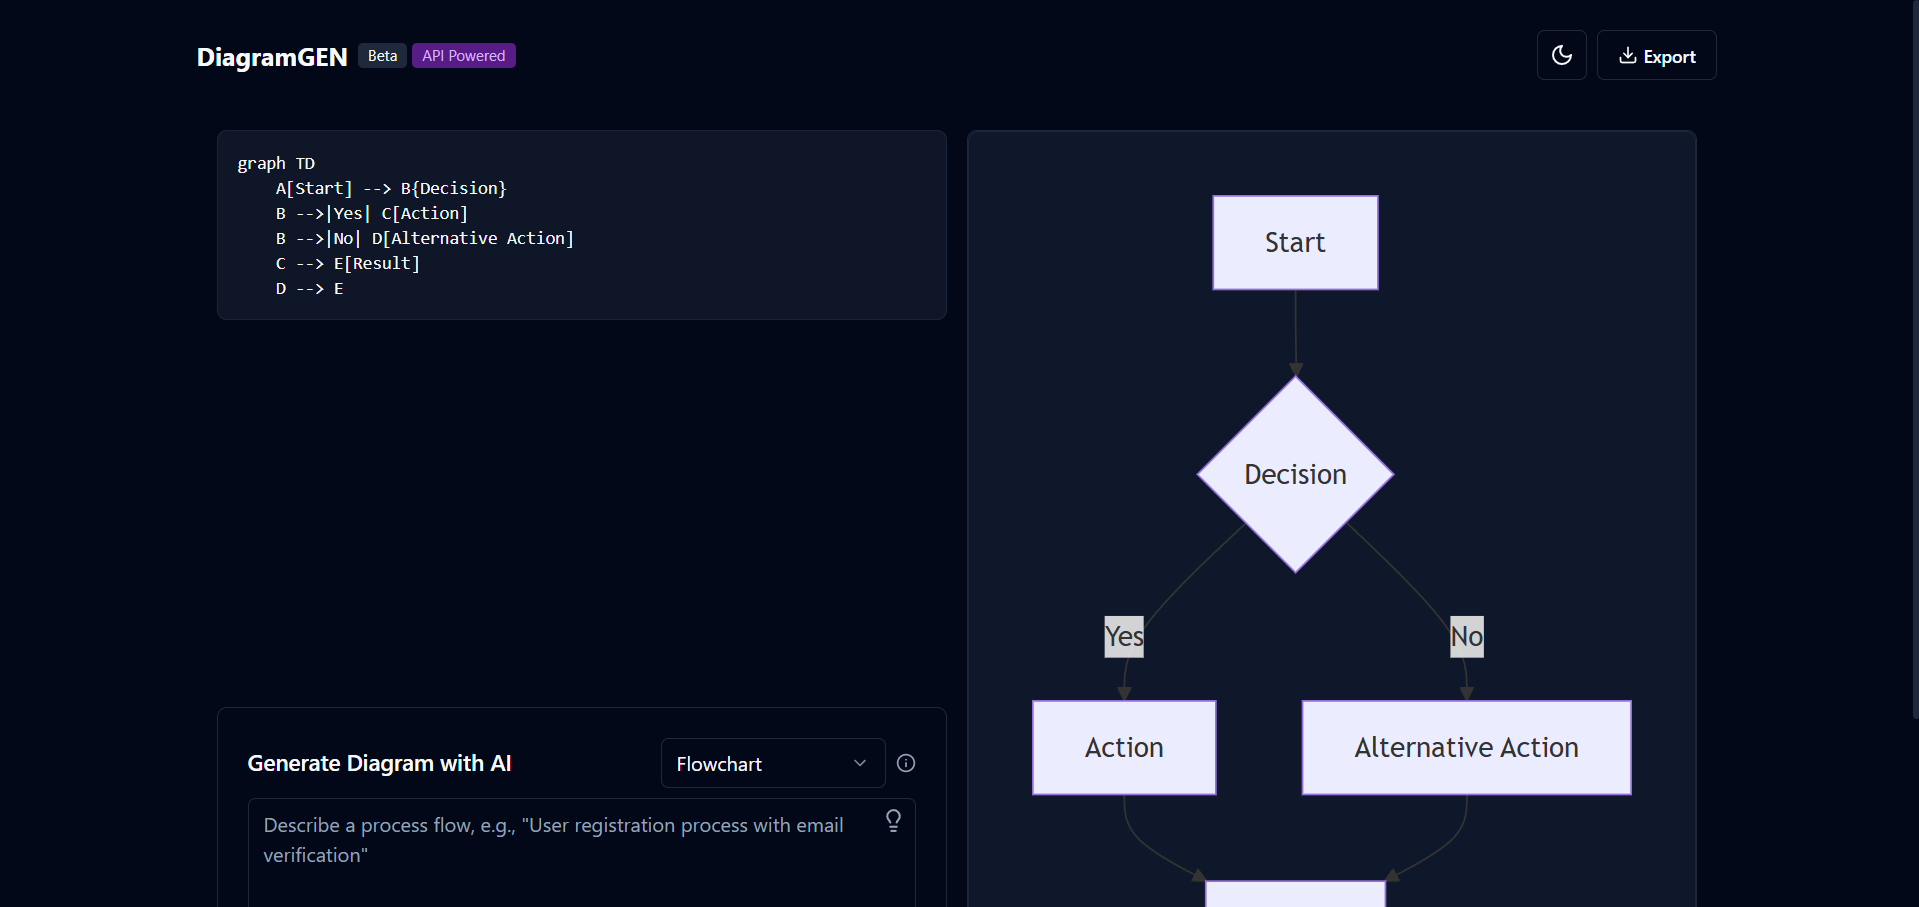 DiagramGEN Beta API Powered
Export
graph TD
    A[Start] --> B{Decision}
    B -->|Yes| C[Action]
    B -->|No| D[Alternative Action]
    C --> E[Result]
    D --> E
Generate Diagram with AI
Flowchart
Describe a process flow, e.g., "User registration process with email
verification"
Start
Decision
Yes
No
Action
Alternative Action